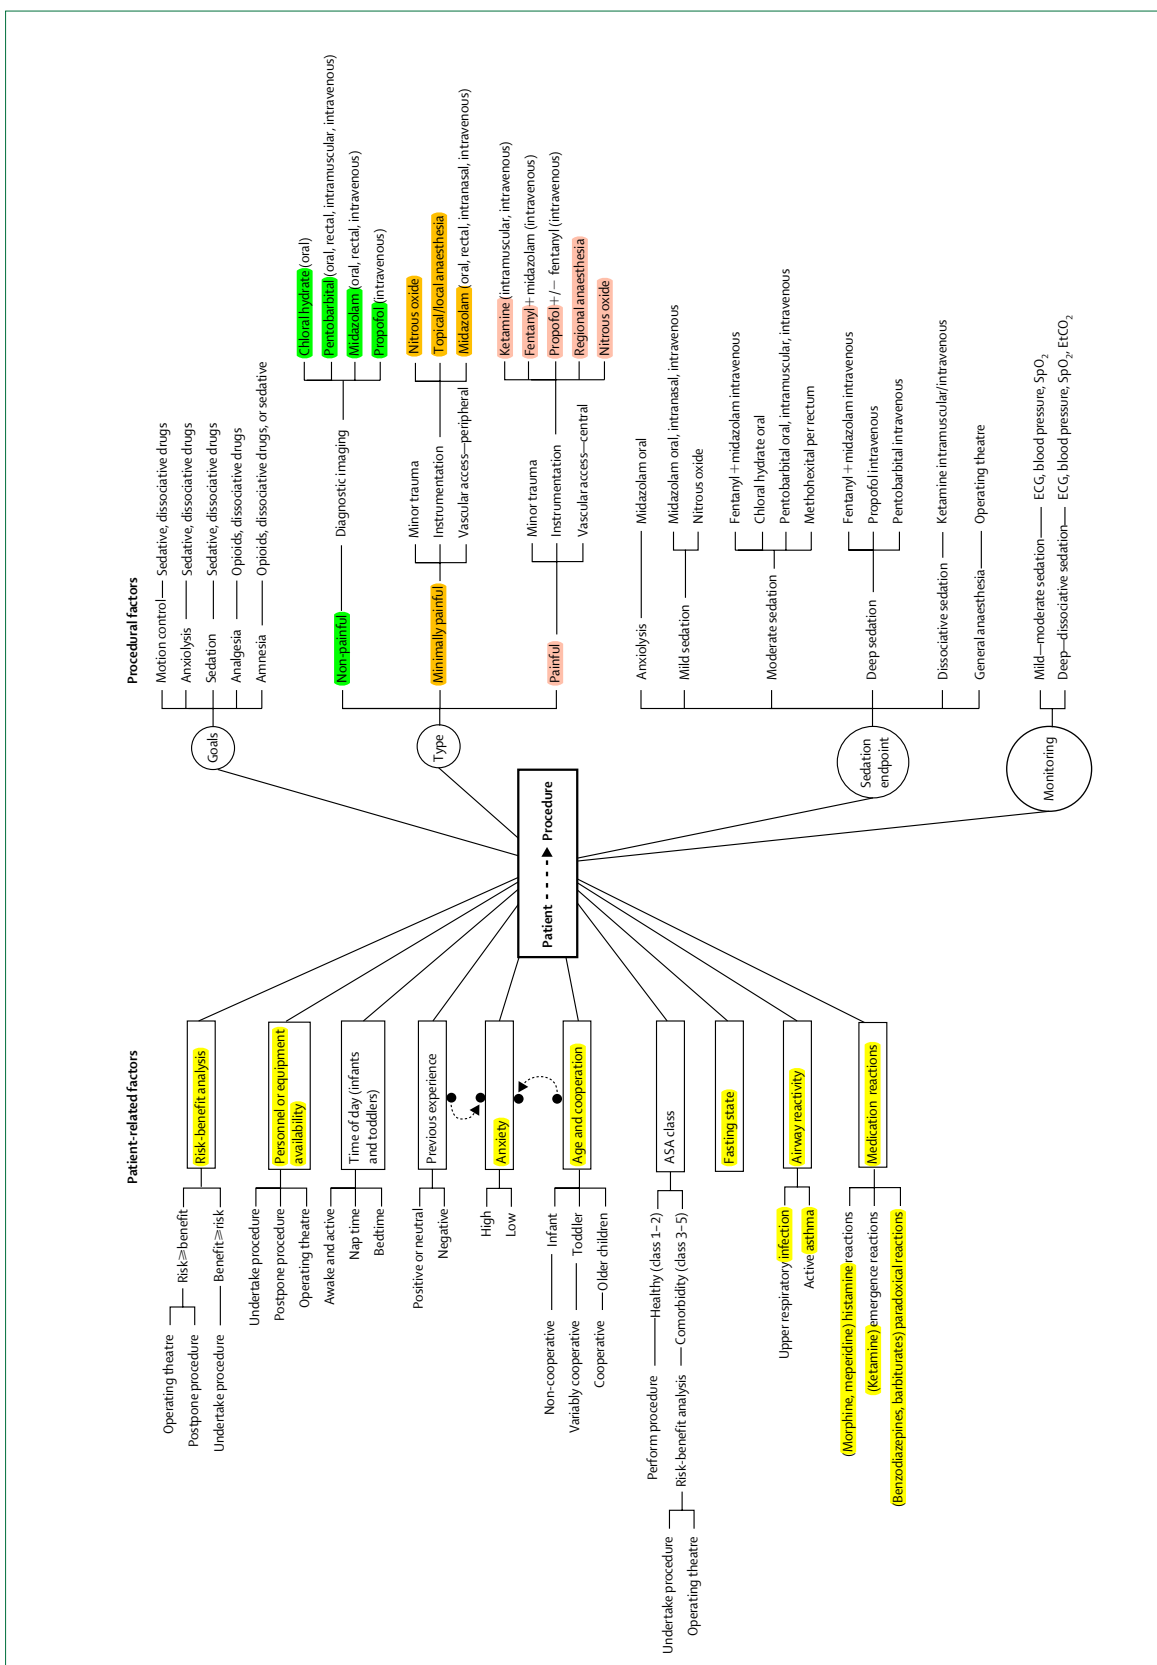 Patient-related factors
Operating theatre
Postpone procedure
Undertake procedure
Risk⩾benefit
Benefit⩾risk
Risk-benefit analysis
Undertake procedure
Postpone procedure
Operating theatre
Personnel or equipment
availability
Awake and active
Nap time
Bedtime
Time of day (infants
and toddlers)
Positive or neutral
Negative
Previous experience
High
Low
Anxiety
Non-cooperative
Infant
Variably cooperative
Toddler
Cooperative
Older children
Age and cooperation
Perform procedure
Healthy (class 1–2)
Undertake procedure
Operating theatre
Risk-benefit analysis
Comorbidity (class 3–5)
ASA class
Fasting state
Upper respiratory infection
Active asthma
Airway reactivity
(Morphine, meperidine) histamine reactions
(Ketamine) emergence reactions
(Benzodiazepines, barbiturates) paradoxical reactions
Medication reactions
Patient
Procedure
Procedural factors
Goals
Motion control
Sedative, dissociative drugs
Anxiolysis
Sedative, dissociative drugs
Sedation
Sedative, dissociative drugs
Analgesia
Opioids, dissociative drugs
Amnesia
Opioids, dissociative drugs, or sedative
Type
Non-painful
Diagnostic imaging
Chloral hydrate (oral)
Pentobarbital (oral, rectal, intramuscular, intravenous)
Midazolam (oral, rectal, intravenous)
Propofol (intravenous)
Minimally painful
Minor trauma
Instrumentation
Vascular access—peripheral
Nitrous oxide
Topical/local anaesthesia
Midazolam (oral, rectal, intranasal, intravenous)
Painful
Minor trauma
Instrumentation
Vascular access—central
Ketamine (intramuscular, intravenous)
Fentanyl + midazolam (intravenous)
Propofol +/− fentanyl (intravenous)
Regional anaesthesia
Nitrous oxide
Sedation
endpoint
Anxiolysis
Midazolam oral
Mild sedation
Midazolam oral, intranasal, intravenous
Nitrous oxide
Moderate sedation
Fentanyl + midazolam intravenous
Chloral hydrate oral
Pentobarbital oral, intramuscular, intravenous
Methohexital per rectum
Deep sedation
Fentanyl + midazolam intravenous
Propofol intravenous
Pentobarbital intravenous
Dissociative sedation
Ketamine intramuscular/intravenous
General anaesthesia
Operating theatre
Monitoring
Mild—moderate sedation
ECG, blood pressure, SpO₂
Deep—dissociative sedation
ECG, blood pressure, SpO₂, EtCO₂